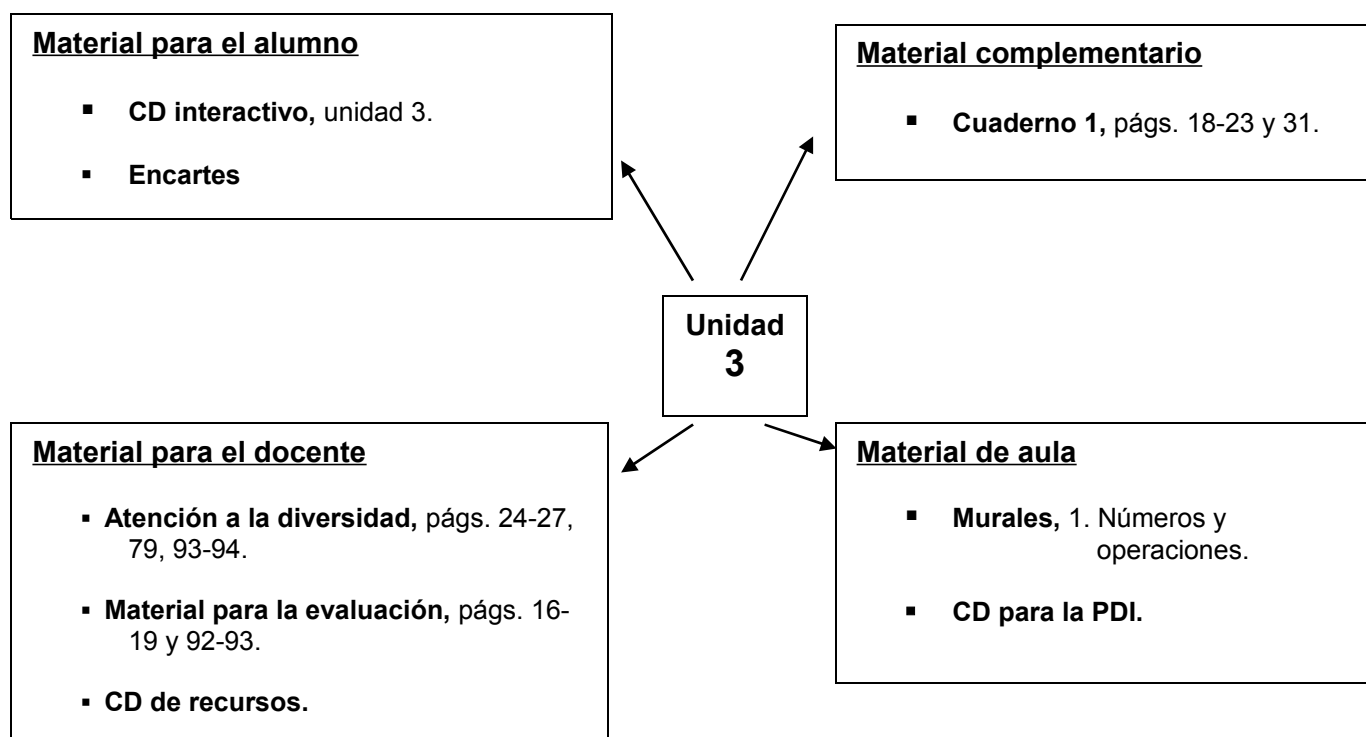 Material para el alumno
▪ CD interactivo, unidad 3.
▪ Encartes
Material complementario
▪ Cuaderno 1, págs. 18-23 y 31.
Unidad
3
Material para el docente
▪ Atención a la diversidad, págs. 24-27,
79, 93-94.
▪ Material para la evaluación, págs. 16-
19 y 92-93.
▪ CD de recursos.
Material de aula
▪ Murales, 1. Números y
operaciones.
▪ CD para la PDI.